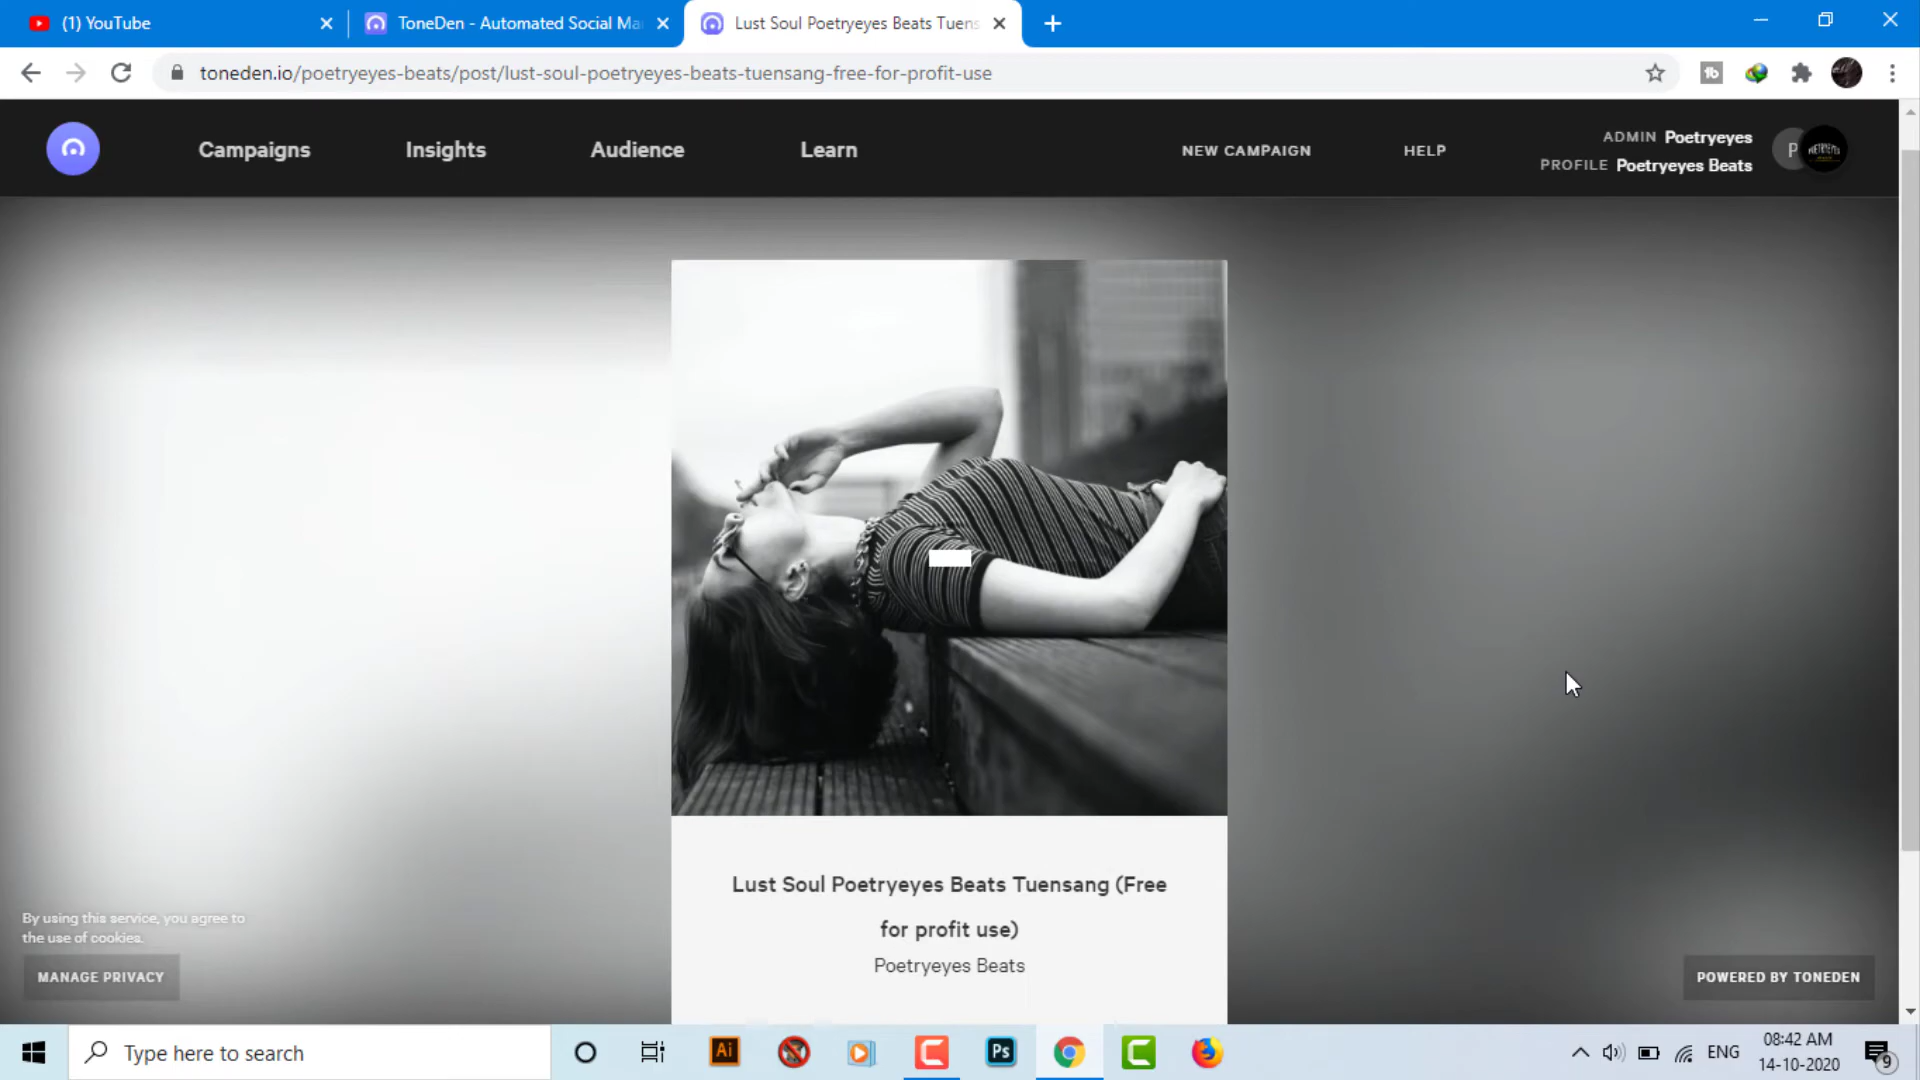 (1) YouTube
ToneDen - Automated Social Ma
Lust Soul Poetryeyes Beats Tuens
toneden.io/poetryeyes-beats/post/lust-soul-poetryeyes-beats-tuensang-free-for-profit-use
Campaigns
Insights
Audience
Learn
NEW CAMPAIGN
HELP
ADMIN Poetryeyes
PROFILE Poetryeyes Beats
P
Lust Soul Poetryeyes Beats Tuensang (Free
for profit use)
Poetryeyes Beats
By using this service, you agree to
the use of cookies.
MANAGE PRIVACY
POWERED BY TONEDEN
Type here to search
Ai
Ps
ENG
08:42 AM
14-10-2020
9